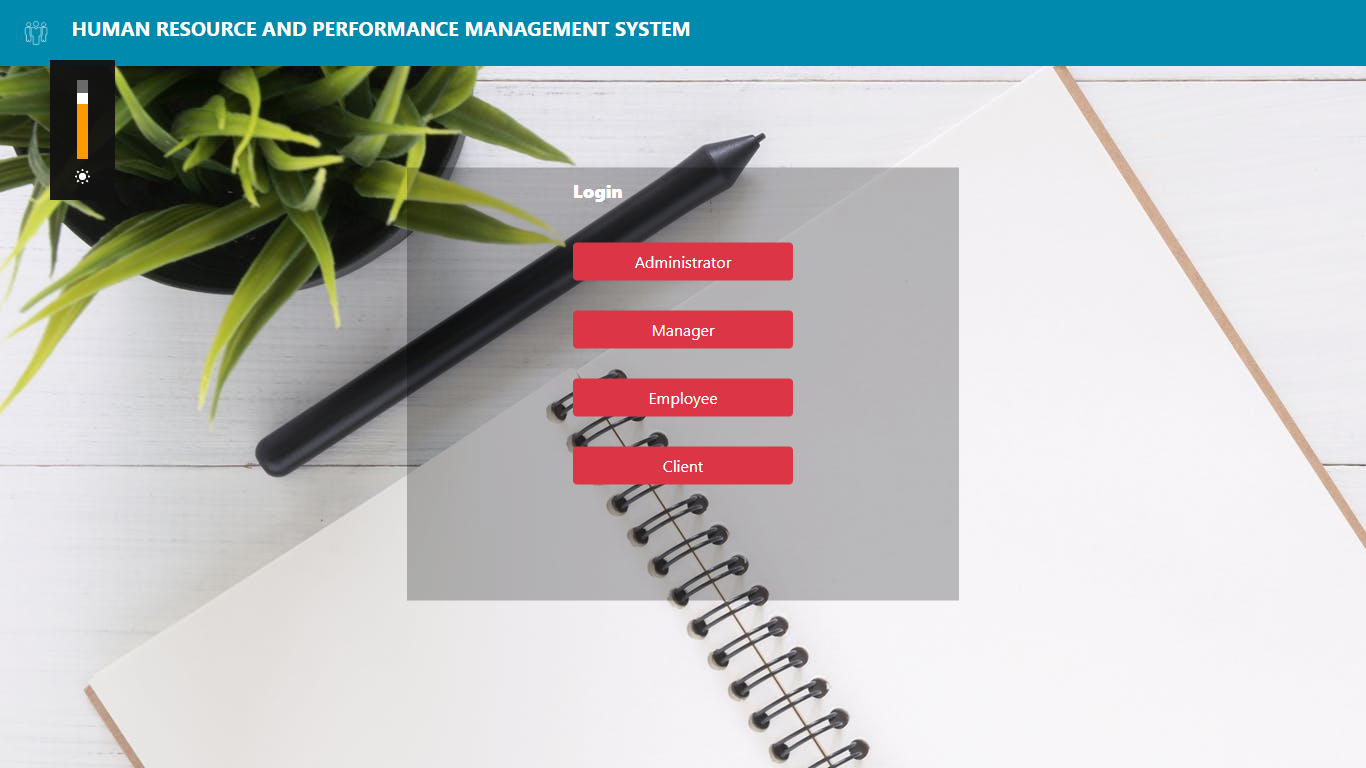 HUMAN RESOURCE AND PERFORMANCE MANAGEMENT SYSTEM
Login
Administrator
Manager
Employee
Client